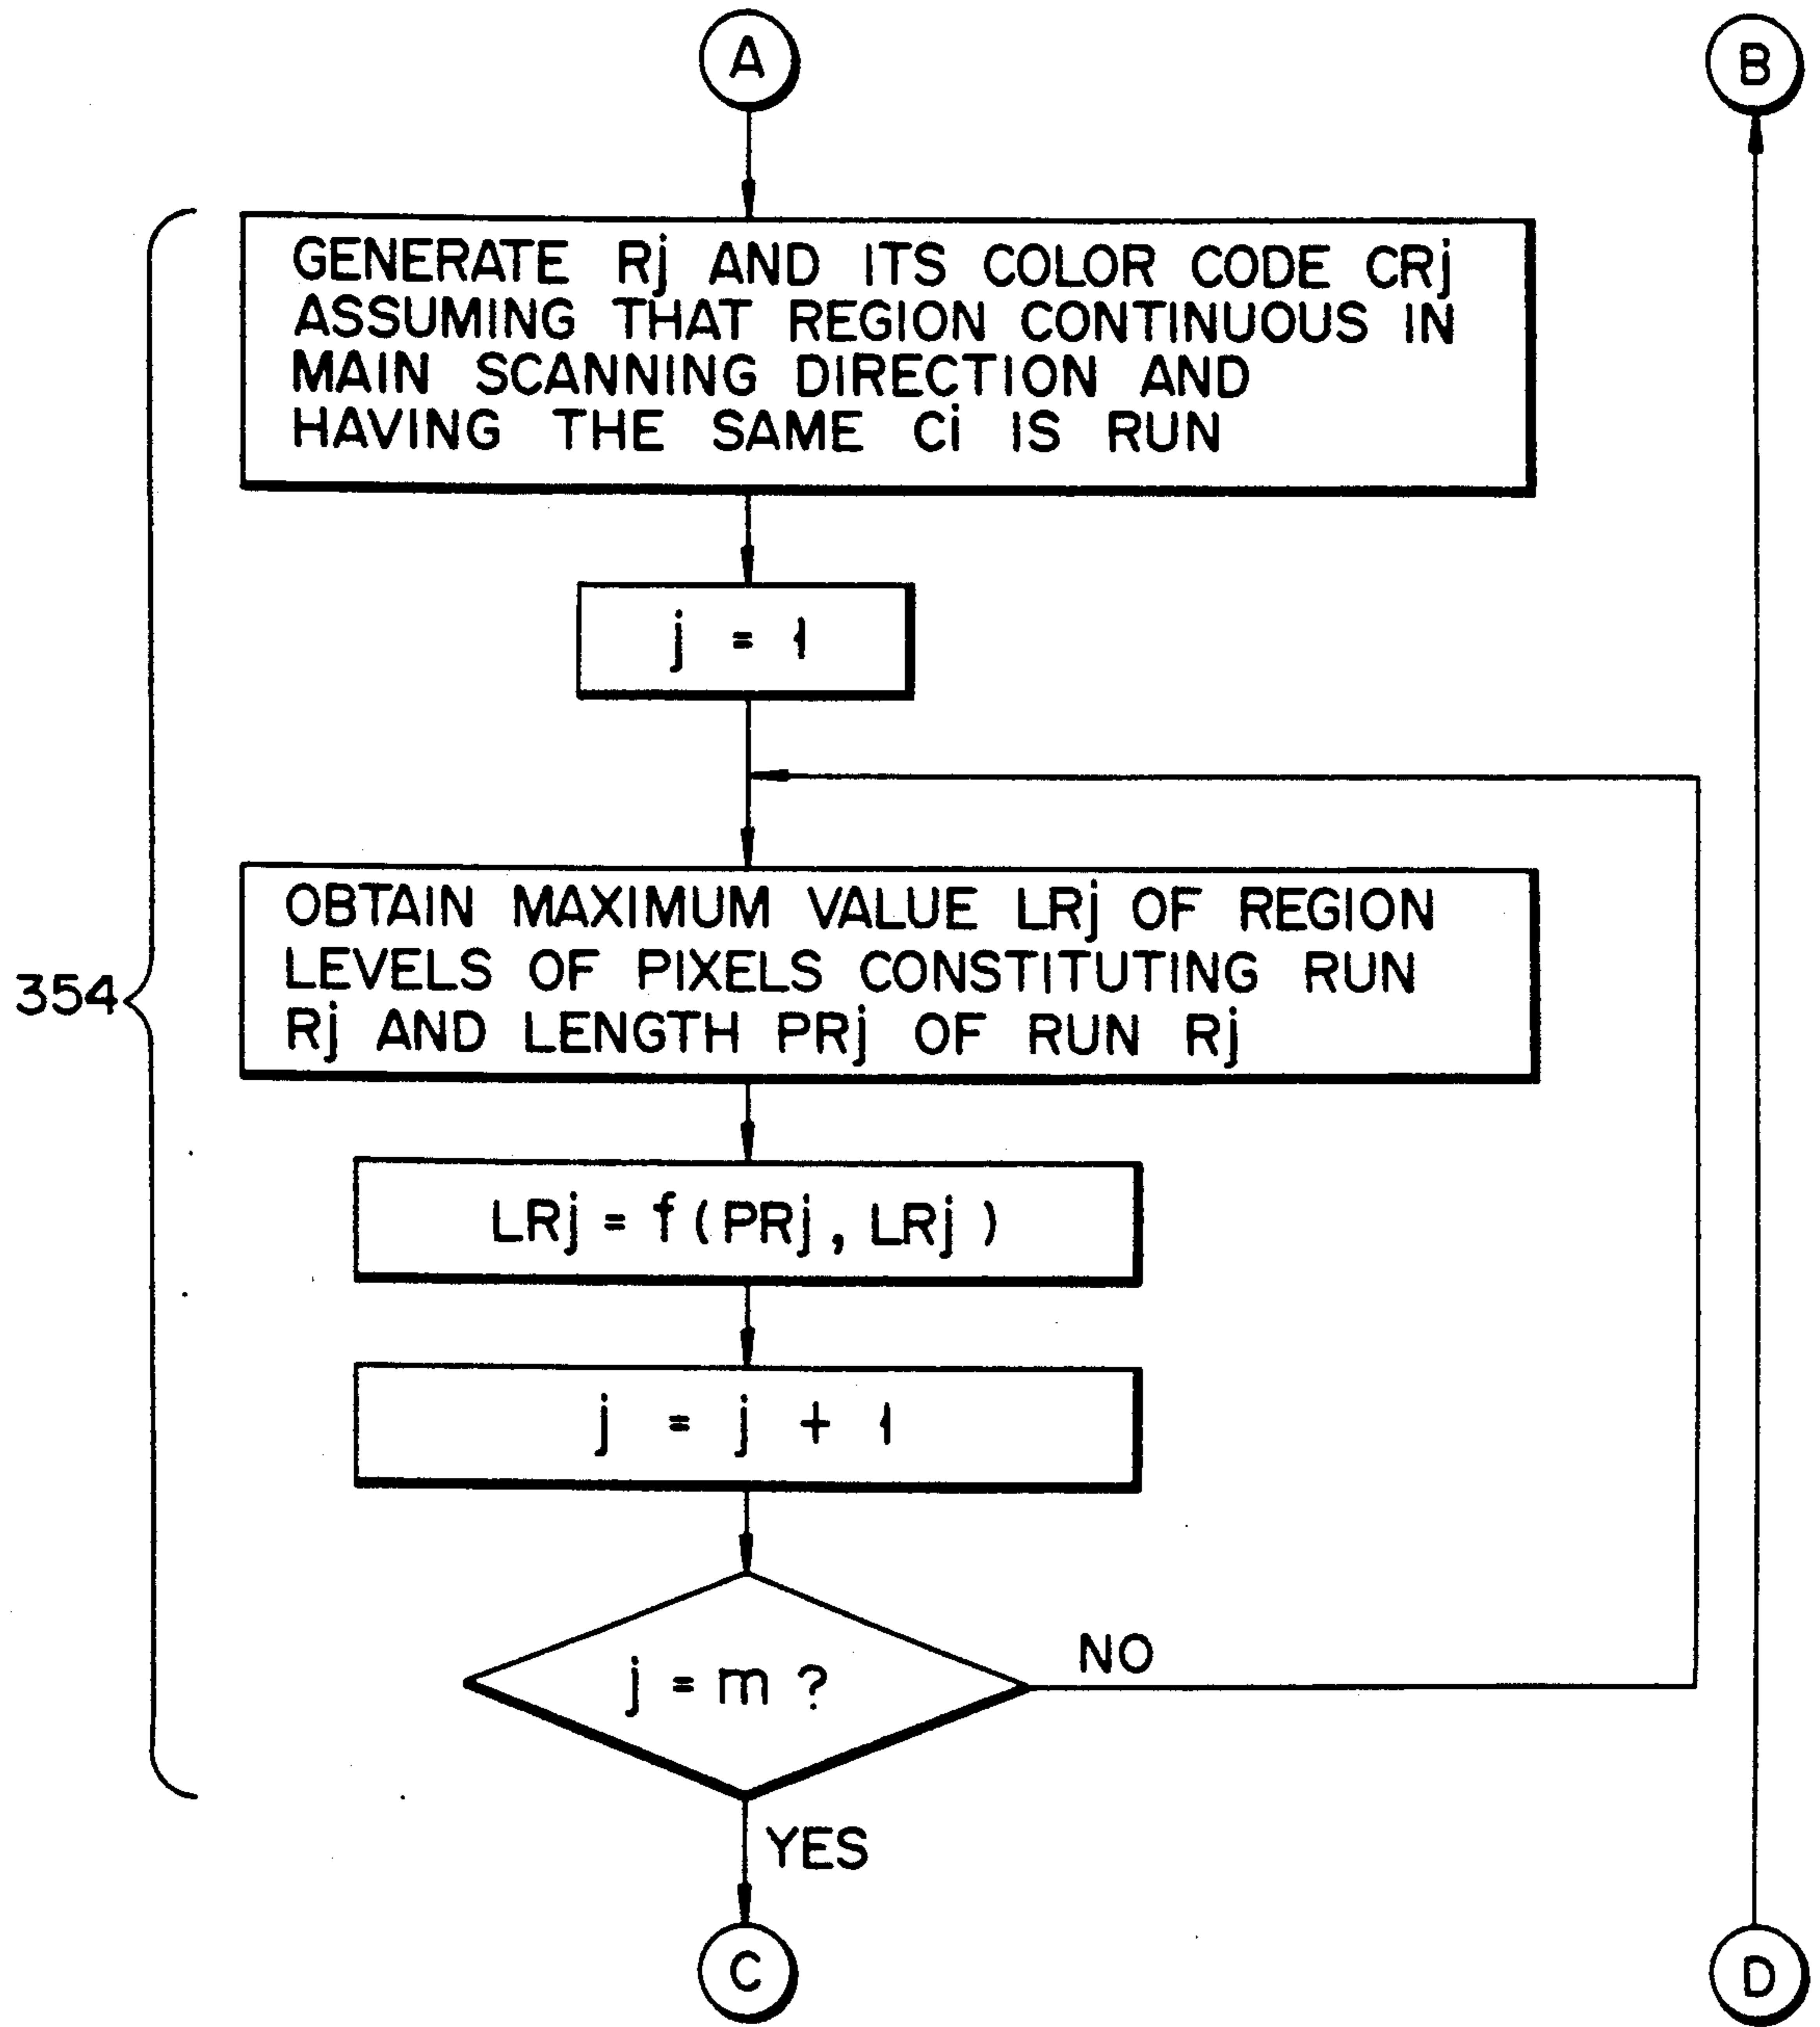 A
B
GENERATE Rj AND ITS COLOR CODE CRj
ASSUMING THAT REGION CONTINUOUS IN
MAIN SCANNING DIRECTION AND
HAVING THE SAME Ci IS RUN
j = 1
OBTAIN MAXIMUM VALUE LRj OF REGION
LEVELS OF PIXELS CONSTITUTING RUN
Rj AND LENGTH PRj OF RUN Rj
354
LRj = f ( PRj , LRj )
j = j + 1
j = m ?
NO
YES
C
D